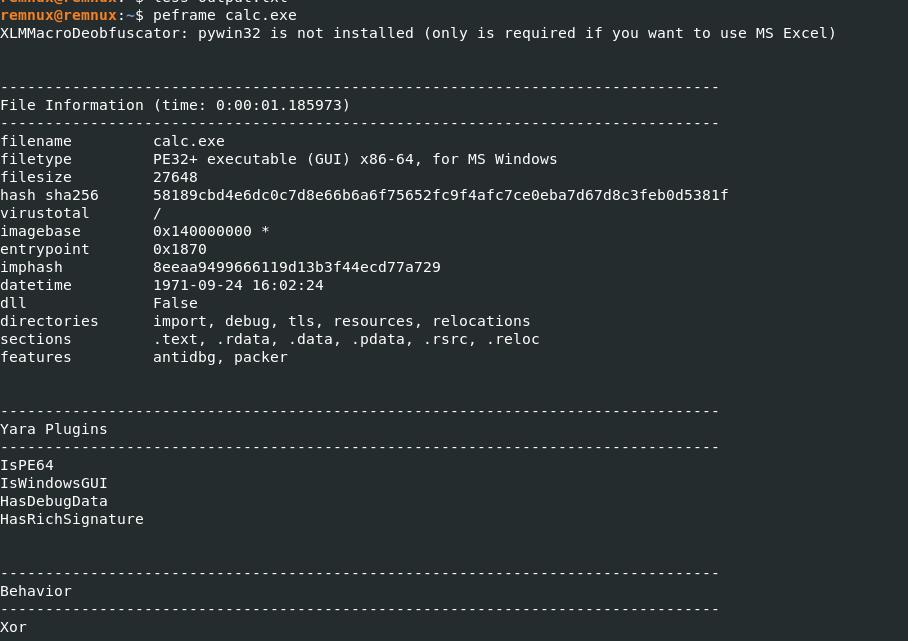 remnux@remnux:~$ peframe calc.exe
XLMMacroDeobfuscator: pywin32 is not installed (only is required if you want to use MS Excel)
--------------------------------------------------------------------------------
File Information (time: 0:00:01.185973)
--------------------------------------------------------------------------------
filename         calc.exe
filetype         PE32+ executable (GUI) x86-64, for MS Windows
filesize         27648
hash sha256      58189cbd4e6dc0c7d8e66b6a6f75652fc9f4afc7ce0eba7d67d8c3feb0d5381f
virustotal       /
imagebase        0x140000000 *
entrypoint       0x1870
imphash          8eeaa9499666119d13b3f44ecd77a729
datetime         1971-09-24 16:02:24
dll              False
directories      import, debug, tls, resources, relocations
sections         .text, .rdata, .data, .pdata, .rsrc, .reloc
features         antidbg, packer
--------------------------------------------------------------------------------
Yara Plugins
--------------------------------------------------------------------------------
IsPE64
IsWindowsGUI
HasDebugData
HasRichSignature
--------------------------------------------------------------------------------
Behavior
--------------------------------------------------------------------------------
Xor